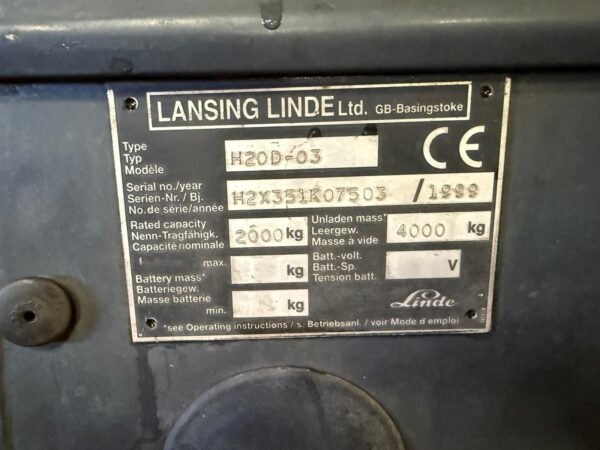 LANSING LINDE Ltd. GB-Basingstoke
Type
Typ H20D-03
Modèle
CE
Serial no./year
Serien-Nr. / Bj. H2X351K07503 / 1999
No. de série/année
Rated capacity
Nenn-Tragfähigk. 2000 kg
Capacité nominale
Unladen mass*
Leergew. 4000 kg
Masse à vide
max. kg
Battery mass*
Batteriegew.
Masse batterie kg
min.
Batt.-volt.
Batt.-Sp. V
Tension batt.
Linde
*see Operating instructions / s. Betriebsanl. / voir Mode d emploi